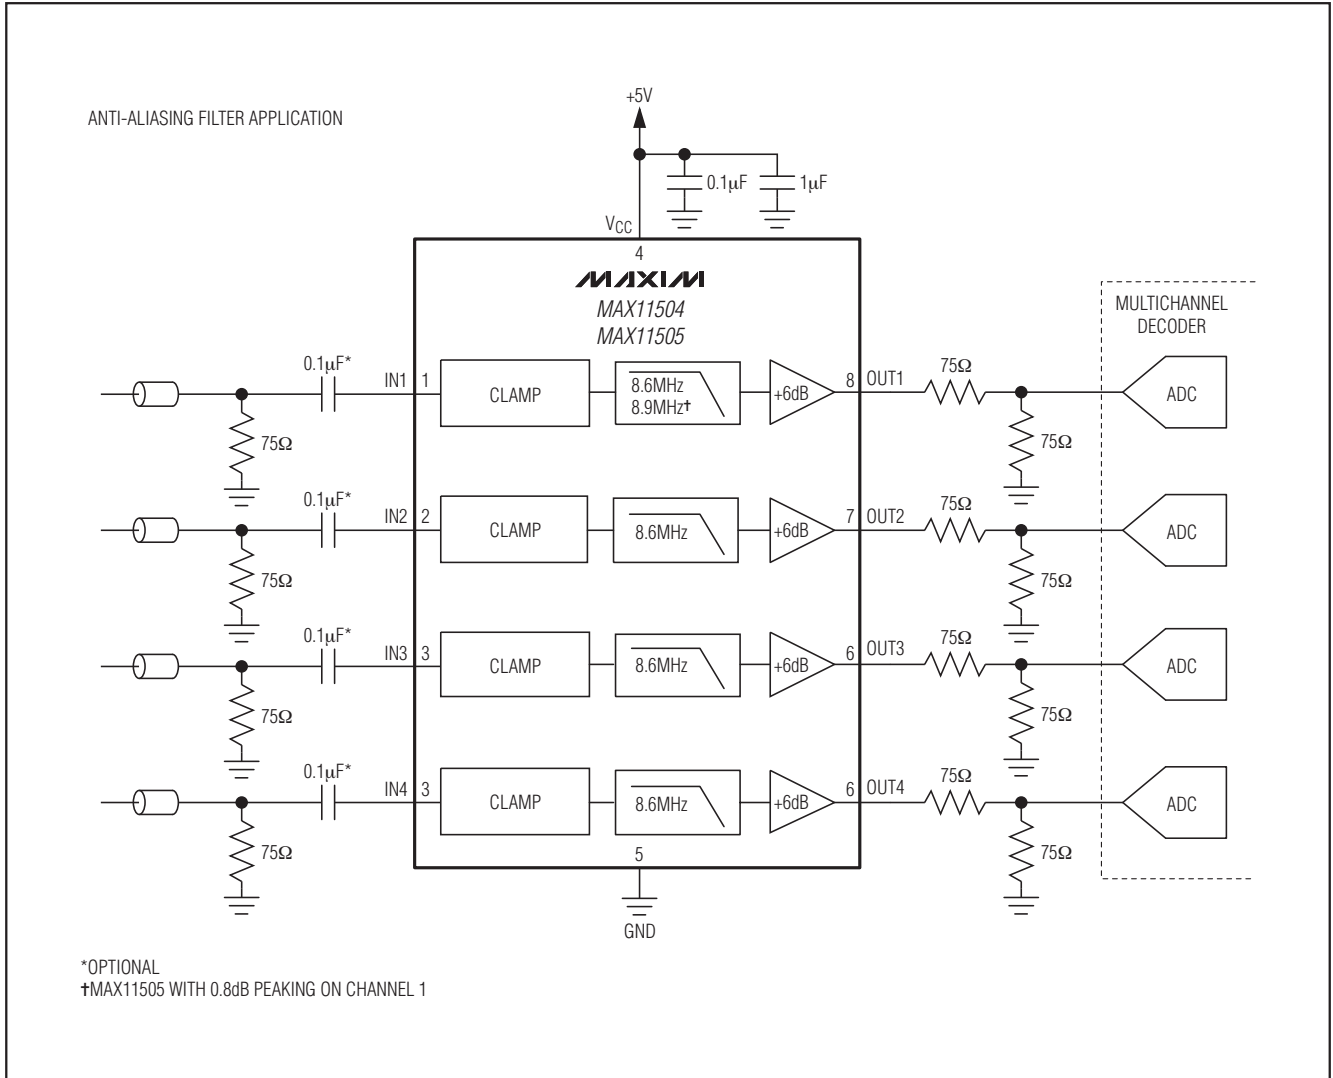 +5V
ANTI-ALIASING FILTER APPLICATION
0.1μF
1μF
VCC
4
MAXIM
MAX11504
MAX11505
MULTICHANNEL
DECODER
0.1μF*
IN1
1
CLAMP
8.6MHz
8.9MHz†
+6dB
8
OUT1
75Ω
ADC
75Ω
75Ω
0.1μF*
IN2
2
CLAMP
8.6MHz
+6dB
7
OUT2
75Ω
ADC
75Ω
75Ω
0.1μF*
IN3
3
CLAMP
8.6MHz
+6dB
6
OUT3
75Ω
ADC
75Ω
75Ω
0.1μF*
IN4
3
CLAMP
8.6MHz
+6dB
6
OUT4
75Ω
ADC
75Ω
75Ω
5
GND
*OPTIONAL
†MAX11505 WITH 0.8dB PEAKING ON CHANNEL 1